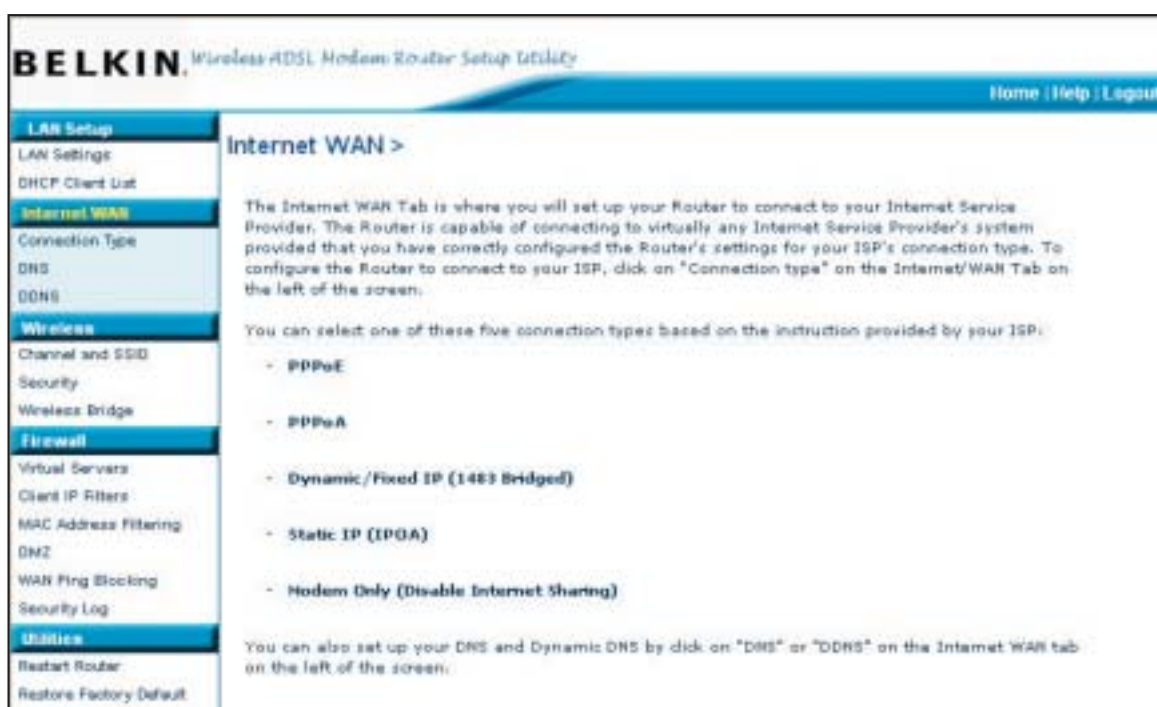 BELKIN. Wireless ADSL Modem Router Setup Utility
Home | Help | Logout
LAN Setup
LAN Settings
DHCP Client List
Internet WAN
Connection Type
DNS
DDNS
Wireless
Channel and SSID
Security
Wireless Bridge
Firewall
Virtual Servers
Client IP Filters
MAC Address Filtering
DMZ
WAN Ping Blocking
Security Log
Utilities
Restart Router
Restore Factory Default
Internet WAN >
The Internet WAN Tab is where you will set up your Router to connect to your Internet Service
Provider. The Router is capable of connecting to virtually any Internet Service Provider's system
provided that you have correctly configured the Router's settings for your ISP's connection type. To
configure the Router to connect to your ISP, click on "Connection type" on the Internet/WAN Tab on
the left of the screen.
You can select one of these five connection types based on the instruction provided by your ISP:
- PPPoE
- PPPoA
- Dynamic/Fixed IP (1483 Bridged)
- Static IP (IPOA)
- Modem Only (Disable Internet Sharing)
You can also set up your DNS and Dynamic DNS by click on "DNS" or "DDNS" on the Internet WAN tab
on the left of the screen.